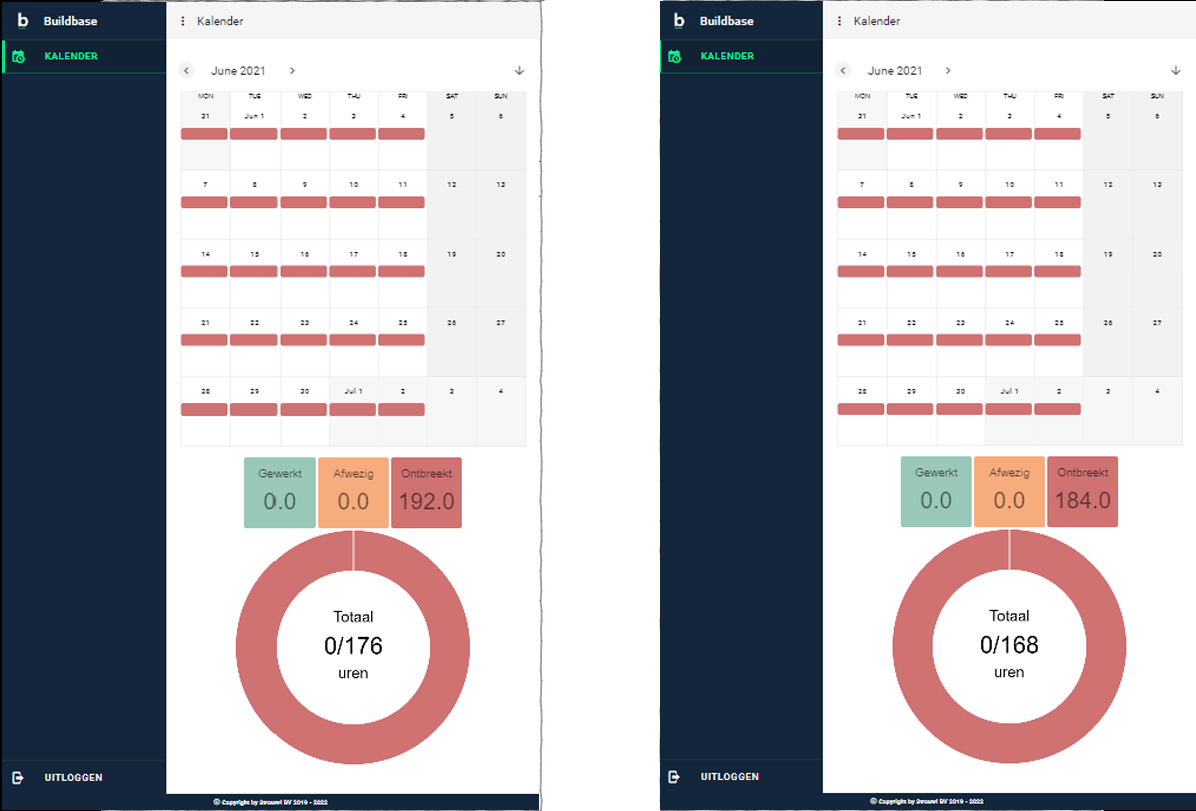 Buildbase
Kalender
KALENDER
June 2021
MON TUE WED THU FRI SAT SUN
31 Jun 1 2 3 4 5 6
7 8 9 10 11 12 13
14 15 16 17 18 19 20
21 22 23 24 25 26 27
28 29 30 Jul 1 2 3 4
Gewerkt Afwezig Ontbreekt
0.0 0.0 192.0
Totaal
0/176
uren
UITLOGGEN
© Copyright by Strouwi BV 2019 - 2022
Buildbase
Kalender
KALENDER
June 2021
MON TUE WED THU FRI SAT SUN
31 Jun 1 2 3 4 5 6
7 8 9 10 11 12 13
14 15 16 17 18 19 20
21 22 23 24 25 26 27
28 29 30 Jul 1 2 3 4
Gewerkt Afwezig Ontbreekt
0.0 0.0 184.0
Totaal
0/168
uren
UITLOGGEN
© Copyright by Strouwi BV 2019 - 2022